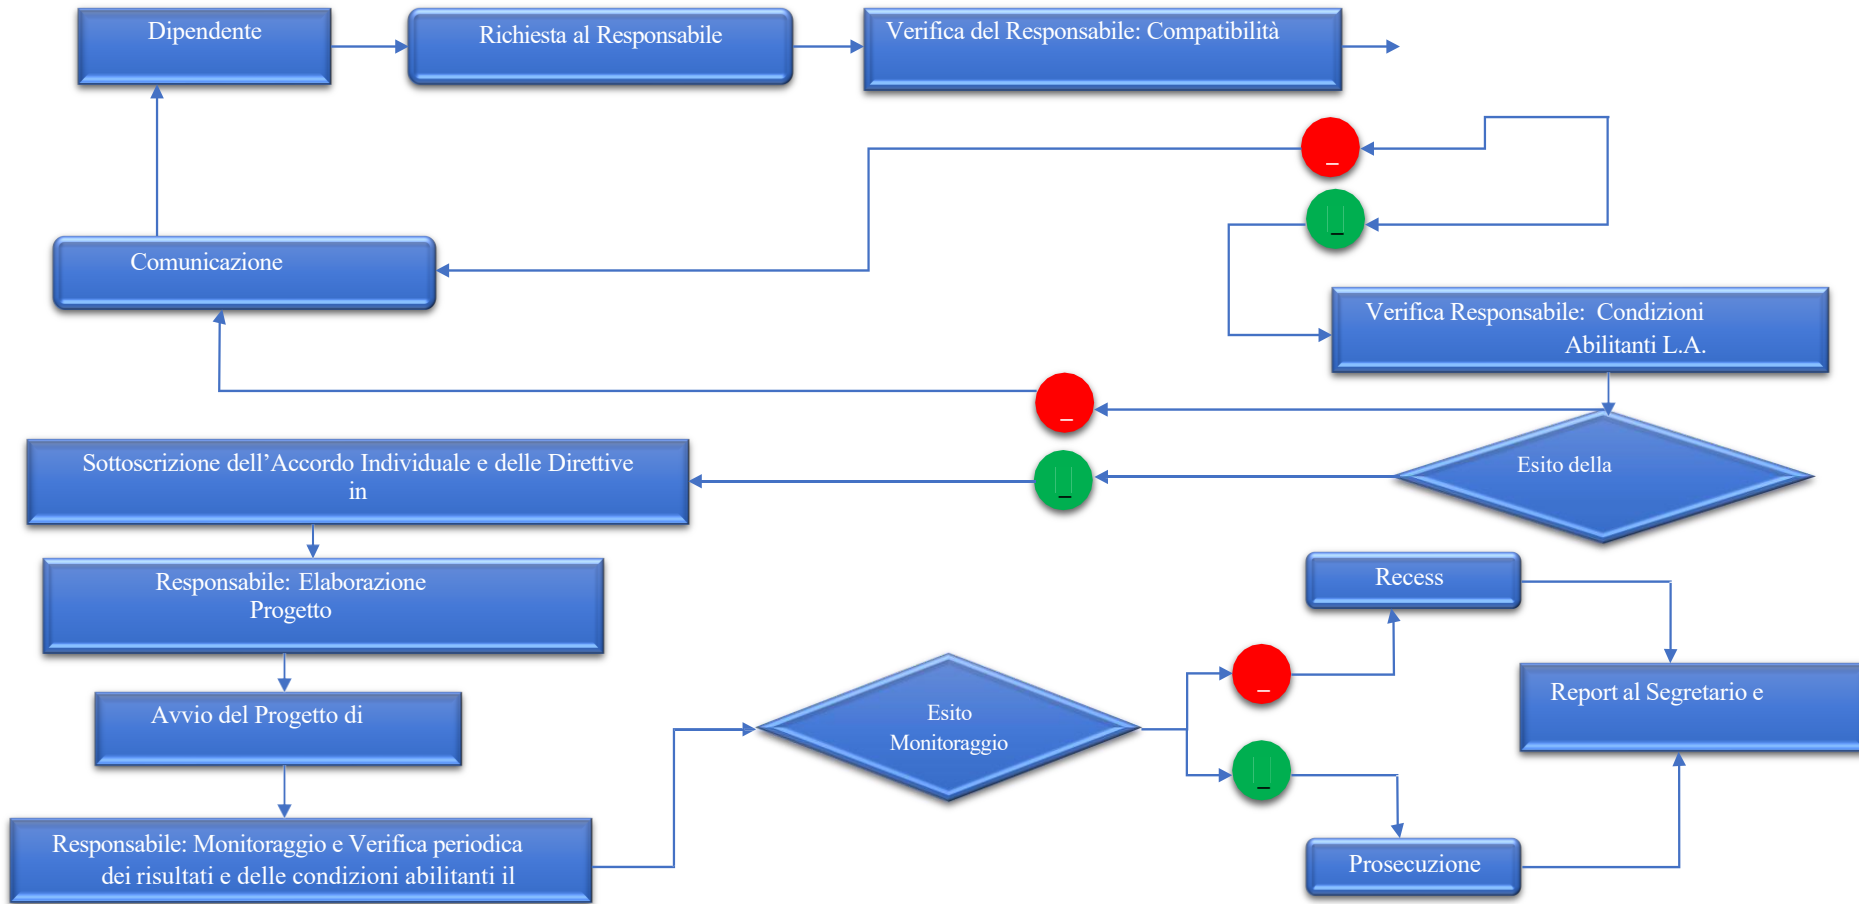 Dipendente
Richiesta al Responsabile
Verifica del Responsabile: Compatibilità
Comunicazione
Verifica Responsabile: Condizioni
Abilitanti L.A.
Sottoscrizione dell'Accordo Individuale e delle Direttive
in
Esito della
Responsabile: Elaborazione
Progetto
Recess
Avvio del Progetto di
Esito
Monitoraggio
Report al Segretario e
Responsabile: Monitoraggio e Verifica periodica
dei risultati e delle condizioni abilitanti il
Prosecuzione